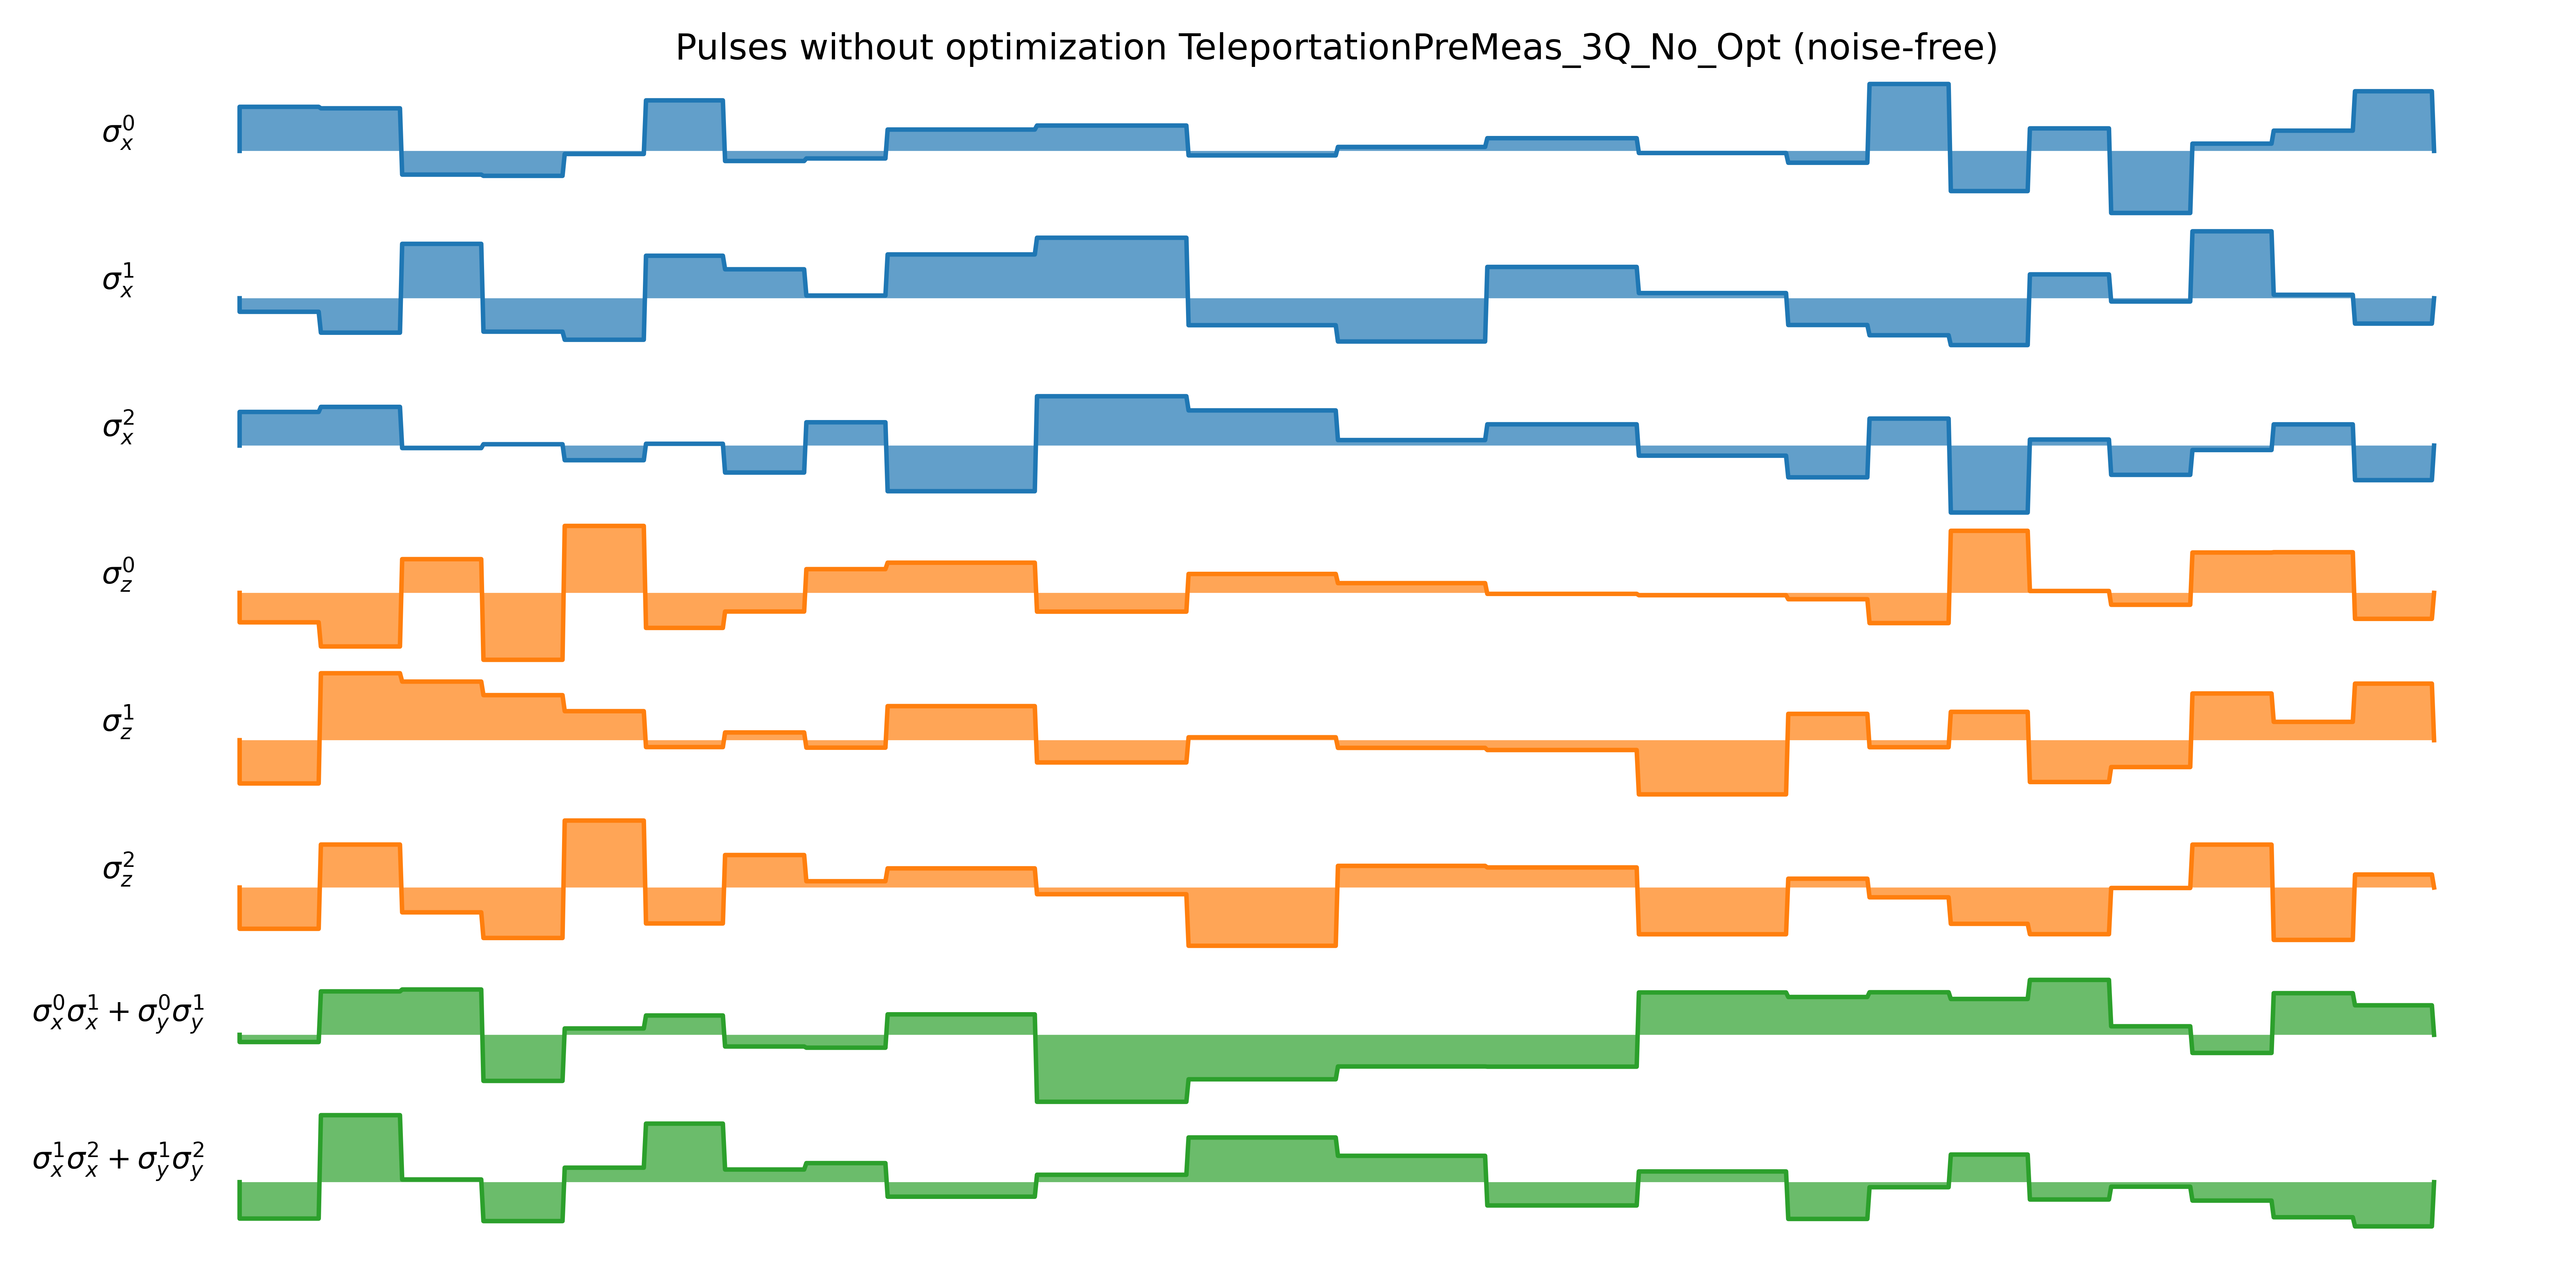 Pulses without optimization TeleportationPreMeas_3Q_No_Opt (noise-free)
σ_x^0
σ_x^1
σ_x^2
σ_z^0
σ_z^1
σ_z^2
σ_x^0σ_x^1 + σ_y^0σ_y^1
σ_x^1σ_x^2 + σ_y^1σ_y^2